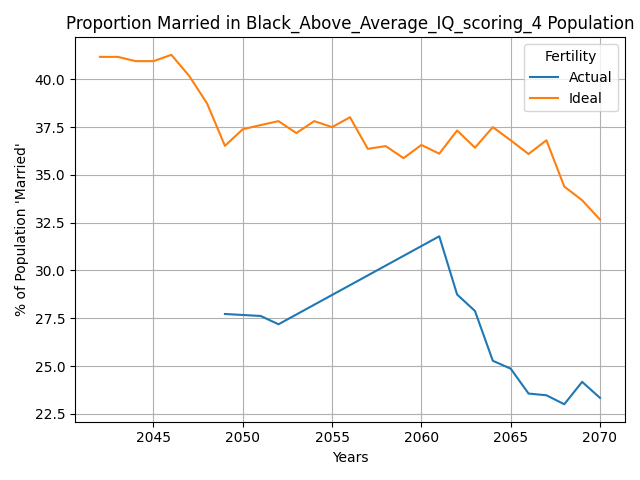 Proportion Married in Black_Above_Average_IQ_scoring_4 Population
Fertility
Actual
Ideal
% of Population 'Married'
40.0
37.5
35.0
32.5
30.0
27.5
25.0
22.5
2045 2050 2055 2060 2065 2070
Years